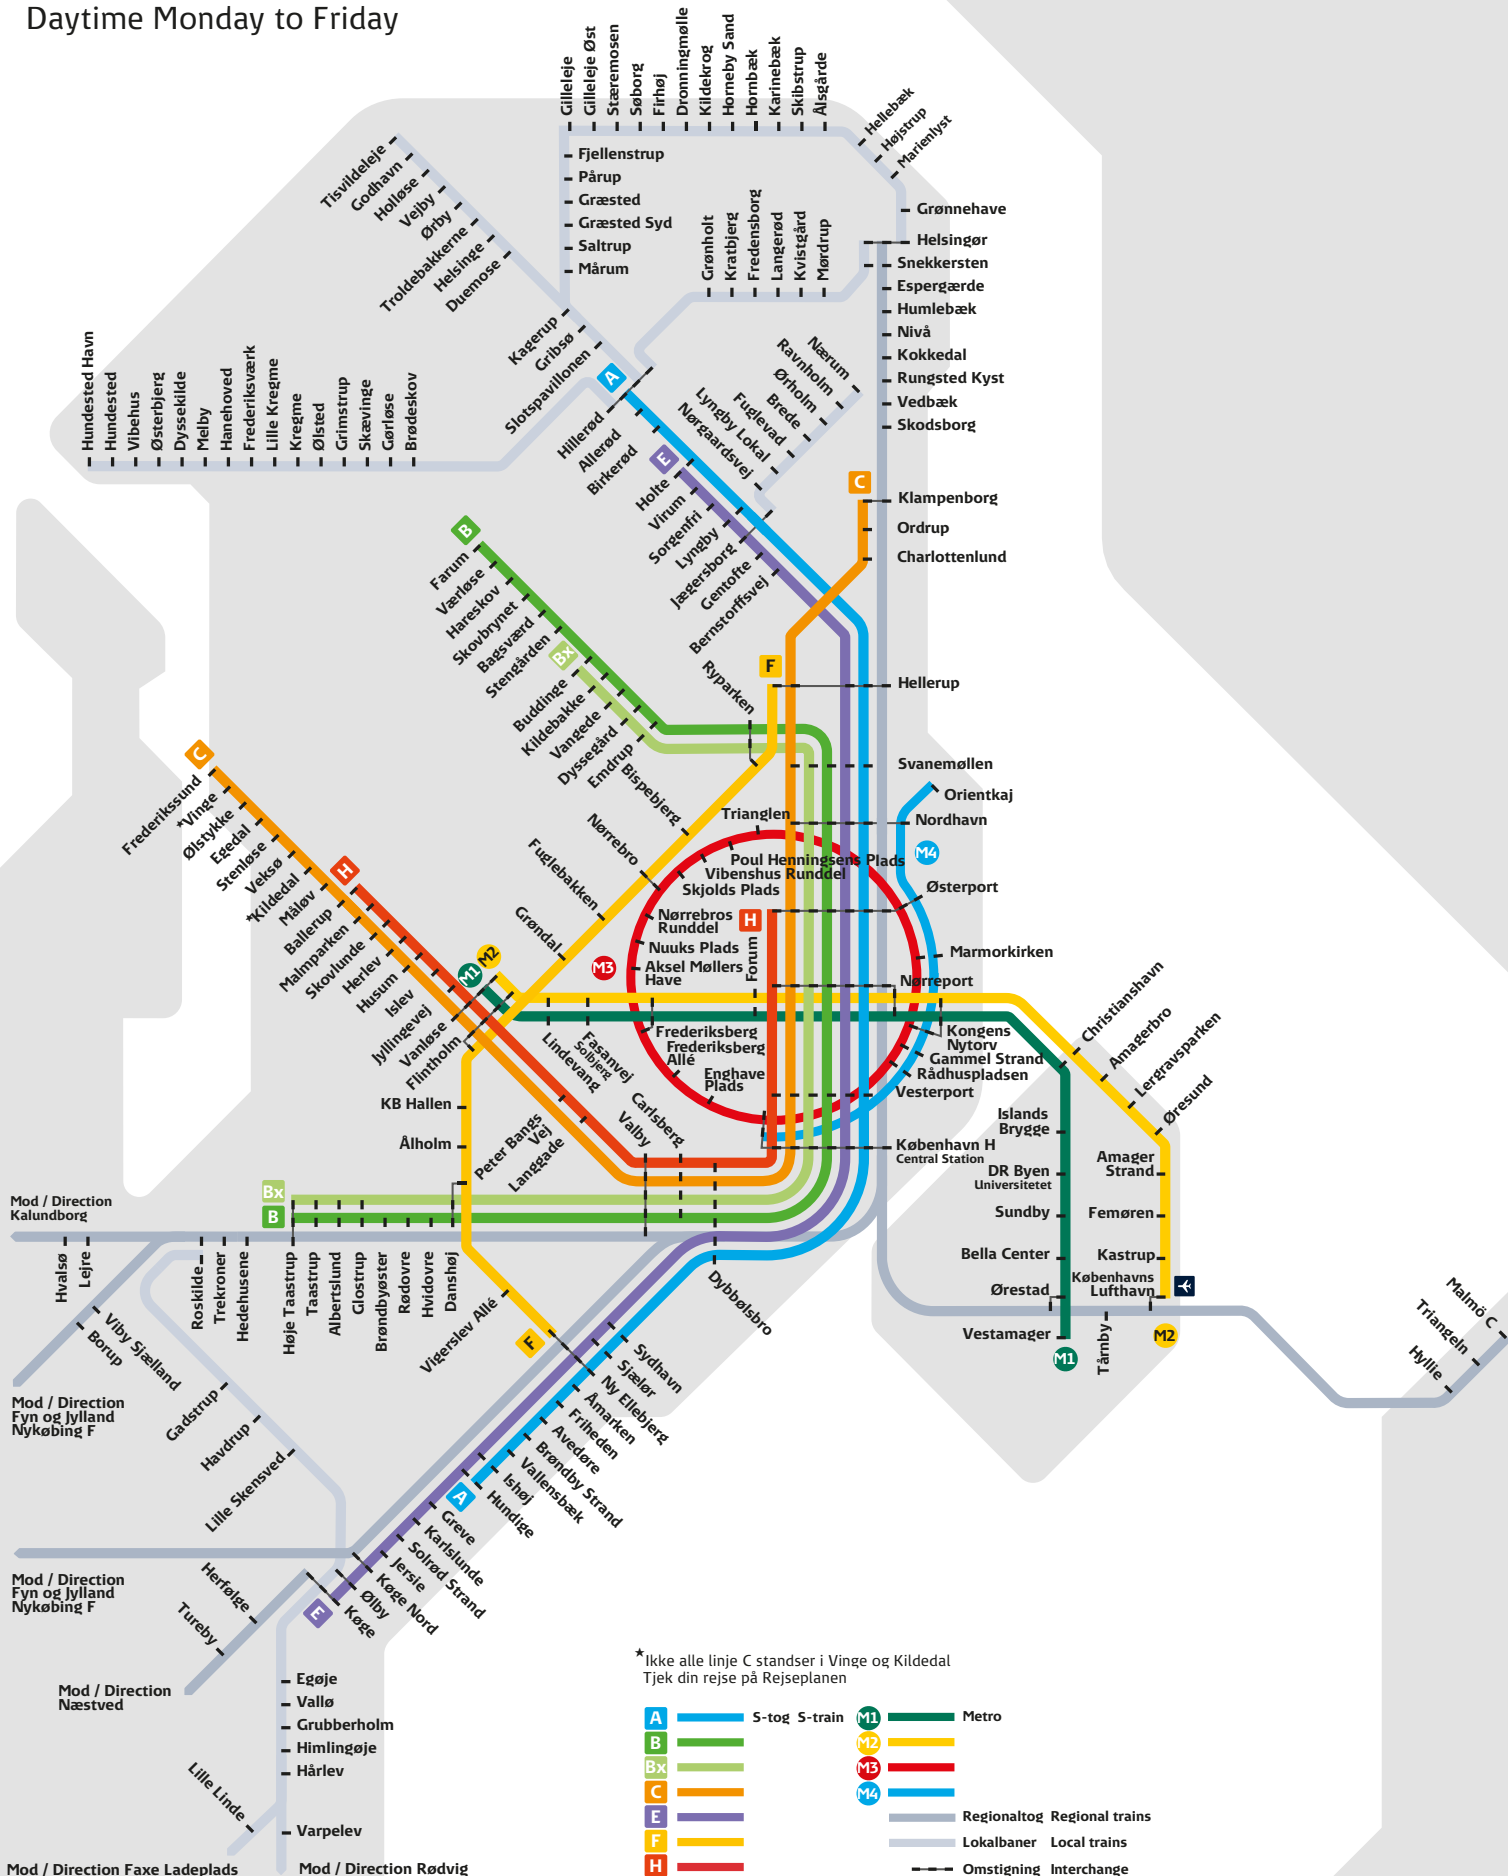 Daytime Monday to Friday
Gilleleje
Gilleleje Øst
Stæremosen
Søborg
Firhøj
Dronningmølle
Kildekrog
Horneby Sand
Hornbæk
Karinebæk
Skibstrup
Ålsgårde
Hellebæk
Højstrup
Marienlyst
Grønnehave
Helsingør
Snekkersten
Espergærde
Humlebæk
Nivå
Kokkedal
Rungsted Kyst
Vedbæk
Skodsborg
Klampenborg
Ordrup
Charlottenlund
Hellerup
Svanemøllen
Fjellenstrup
Pårup
Græsted
Græsted Syd
Saltrup
Mårum
Tisvildeleje
Godhavn
Holløse
Vejby
Ørby
Troldebakkerne
Helsinge
Duemose
Kagerup
Gribsø
Slotspavillonen
Grønholt
Kratbjerg
Fredensborg
Langerød
Kvistgård
Mørdrup
Hundested Havn
Hundested
Vibehus
Østerbjerg
Dyssekilde
Melby
Hanehoved
Frederiksværk
Lille Kregme
Kregme
Ølsted
Grimstrup
Skævinge
Gørløse
Brødeskov
A
Hillerød
Allerød
Birkerød
E
Holte
Virum
Sorgenfri
Lyngby
Jægersborg
Gentofte
Bernstorffsvej
Nærum
Ravnholm
Ørholm
Brede
Fuglevad
Lyngby Lokal
Nørgaardsvej
C
B
Farum
Værløse
Hareskov
Skovbrynet
Bagsværd
Stengården
Bx
Buddinge
Kildebakke
Vangede
Dyssegård
Emdrup
F
Ryparken
Bispebjerg
Nørrebro
Fuglebakken
Grøndal
C
Frederikssund
*Vinge
Ølstykke
Egedal
Stenløse
Veksø
*Kildedal
H
Måløv
Ballerup
Malmparken
Skovlunde
Herlev
Husum
Islev
Jyllingevej
Vanløse
Flintholm
M1
M2
KB Hallen
Ålholm
Peter Bangs
Vej
Langgade
Valby
Carlsberg
Dybbølsbro
Orientkaj
Nordhavn
M4
Østerport
Marmorkirken
Nørreport
Kongens
Nytorv
Gammel Strand
Rådhuspladsen
Vesterport
København H
Central Station
Trianglen
Poul Henningsens Plads
Vibenshus Runddel
Skjolds Plads
Nørrebros
Runddel
Nuuks Plads
Aksel Møllers
Have
M3
H
Forum
Frederiksberg
Frederiksberg
Allé
Enghave
Plads
Lindevang
Fasanvej
Solbjerg
Christianshavn
Amagerbro
Lergravsparken
Øresund
Islands
Brygge
DR Byen
Universitetet
Sundby
Bella Center
Ørestad
Vestamager
M1
Amager
Strand
Femøren
Kastrup
Københavns
Lufthavn
M2
Tårnby
Malmö C
Triangeln
Hyllie
Mod / Direction
Kalundborg
Hvalsø
Lejre
Roskilde
Trekroner
Hedehusene
Bx
B
Høje Taastrup
Taastrup
Albertslund
Glostrup
Brøndbyøster
Rødovre
Hvidovre
Danshøj
Vigerslev Allé
F
Viby Sjælland
Borup
Mod / Direction
Fyn og Jylland
Nykøbing F
Gadstrup
Havdrup
Lille Skensved
Sydhavn
Sjælør
Ny Ellebjerg
Åmarken
Friheden
Avedøre
Brøndby Strand
Vallensbæk
Ishøj
Hundige
A
Greve
Karlslunde
Solrød Strand
Jersie
Køge Nord
Ølby
Køge
E
Mod / Direction
Fyn og Jylland
Nykøbing F
Herfølge
Tureby
Mod / Direction
Næstved
Egøje
Vallø
Grubberholm
Himlingøje
Hårlev
Lille Linde
Varpelev
Mod / Direction Faxe Ladeplads
Mod / Direction Rødvig
*Ikke alle linje C standser i Vinge og Kildedal
Tjek din rejse på Rejseplanen
A S-tog S-train
B
Bx
C
E
F
H
M1 Metro
M2
M3
M4
Regionaltog Regional trains
Lokalbaner Local trains
Omstigning Interchange